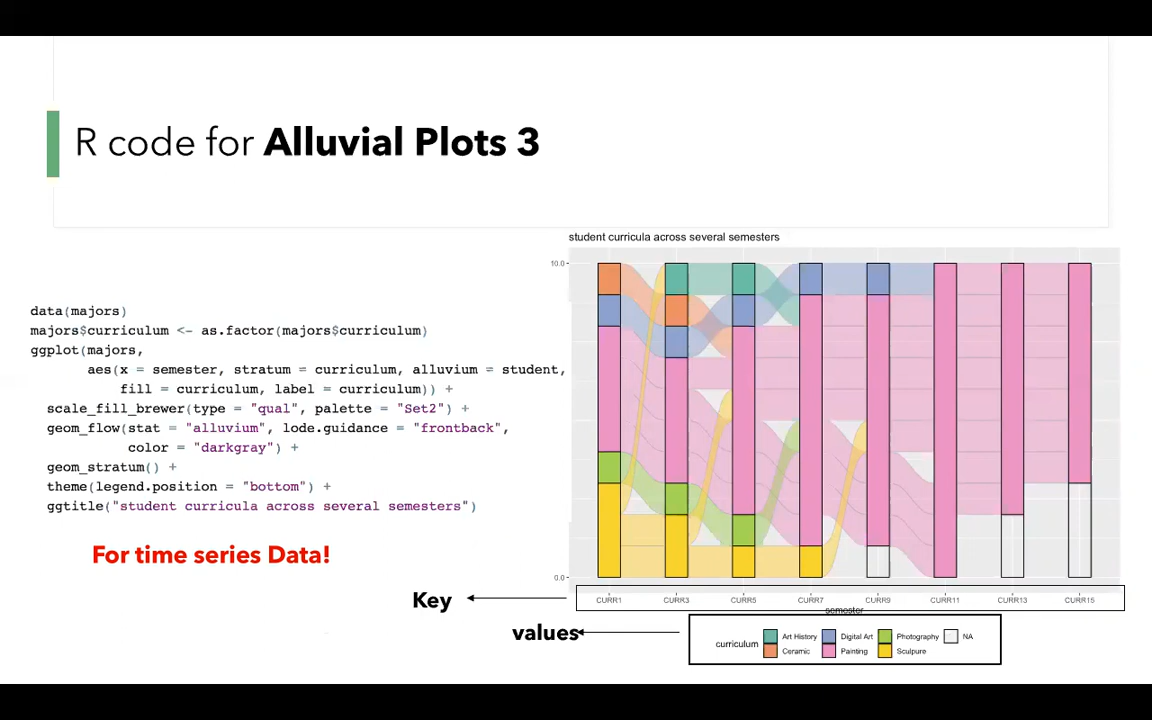 R code for Alluvial Plots 3
data(majors)
majors$curriculum <- as.factor(majors$curriculum)
ggplot(majors,
aes(x = semester, stratum = curriculum, alluvium = student,
fill = curriculum, label = curriculum)) +
scale_fill_brewer(type = "qual", palette = "Set2") +
geom_flow(stat = "alluvium", lode.guidance = "frontback",
color = "darkgray") +
geom_stratum() +
theme(legend.position = "bottom") +
ggtitle("student curricula across several semesters")
For time series Data!
student curricula across several semesters
10.0
0.0
CURR1 CURR3 CURR5 CURR7 CURR9 CURR11 CURR13 CURR15
semester
Key
values
curriculum
Art History Digital Art Photography NA
Ceramic Painting Sculpure